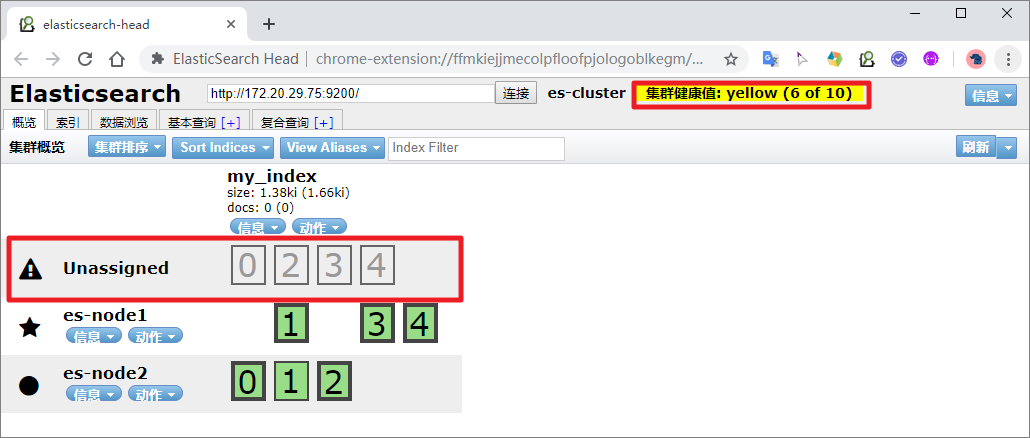 elasticsearch-head
ElasticSearch Head | chrome-extension://ffmkiejjmecolpfloofpjologoblkegm/...
Elasticsearch http://172.20.29.75:9200/ 连接 es-cluster 集群健康值: yellow (6 of 10) 信息
概览 索引 数据浏览 基本查询 [+] 复合查询 [+]
集群概览 集群排序 Sort Indices View Aliases Index Filter 刷新
my_index
size: 1.38ki (1.66ki)
docs: 0 (0)
信息 动作
Unassigned 0 2 3 4
es-node1 1 3 4
信息 动作
es-node2 0 1 2
信息 动作